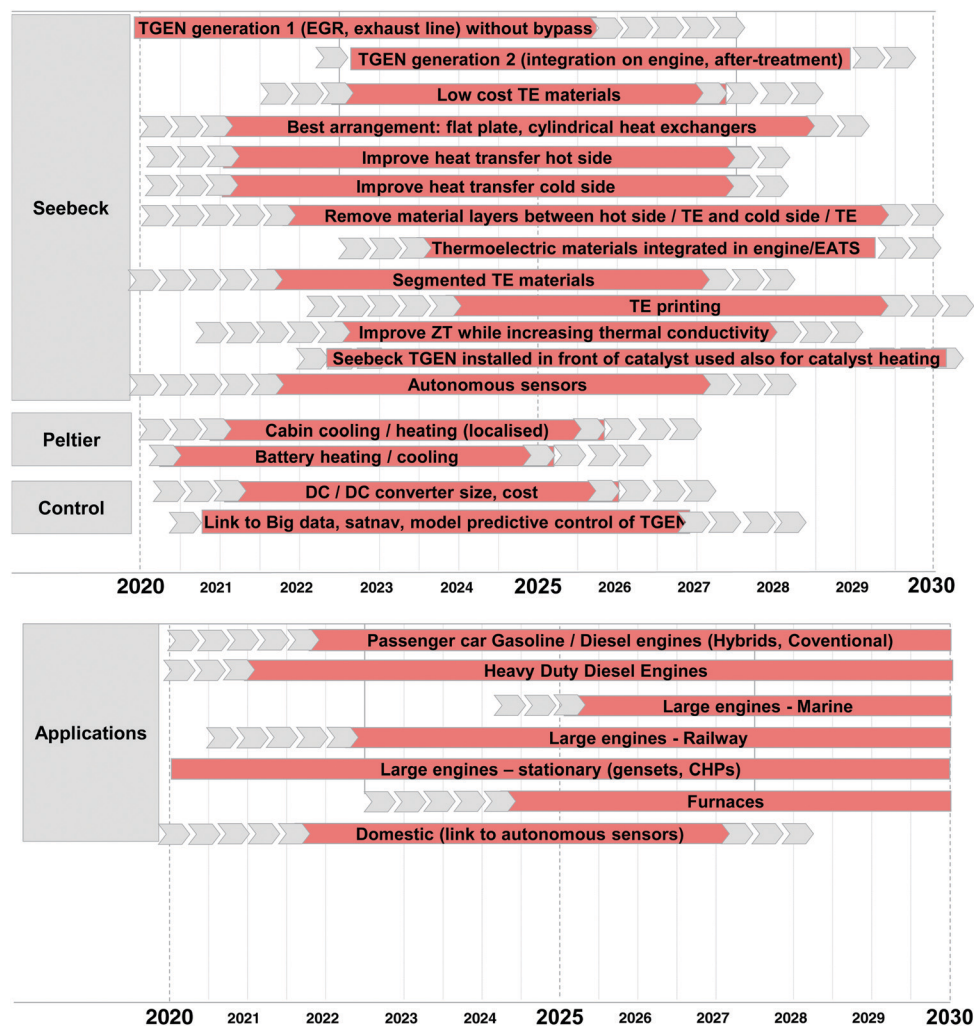 TGEN generation 1 (EGR, exhaust line) without bypass
TGEN generation 2 (integration on engine, after-treatment)
Low cost TE materials
Best arrangement: flat plate, cylindrical heat exchangers
Improve heat transfer hot side
Improve heat transfer cold side
Seebeck
Remove material layers between hot side / TE and cold side / TE
Thermoelectric materials integrated in engine/EATS
Segmented TE materials
TE printing
Improve ZT while increasing thermal conductivity
Seebeck TGEN installed in front of catalyst used also for catalyst heating
Autonomous sensors
Peltier
Cabin cooling / heating (localised)
Battery heating / cooling
Control
DC / DC converter size, cost
Link to Big data, satnav, model predictive control of TGEN
2020 2021 2022 2023 2024 2025 2026 2027 2028 2029 2030
Applications
Passenger car Gasoline / Diesel engines (Hybrids, Coventional)
Heavy Duty Diesel Engines
Large engines - Marine
Large engines - Railway
Large engines – stationary (gensets, CHPs)
Furnaces
Domestic (link to autonomous sensors)
2020 2021 2022 2023 2024 2025 2026 2027 2028 2029 2030